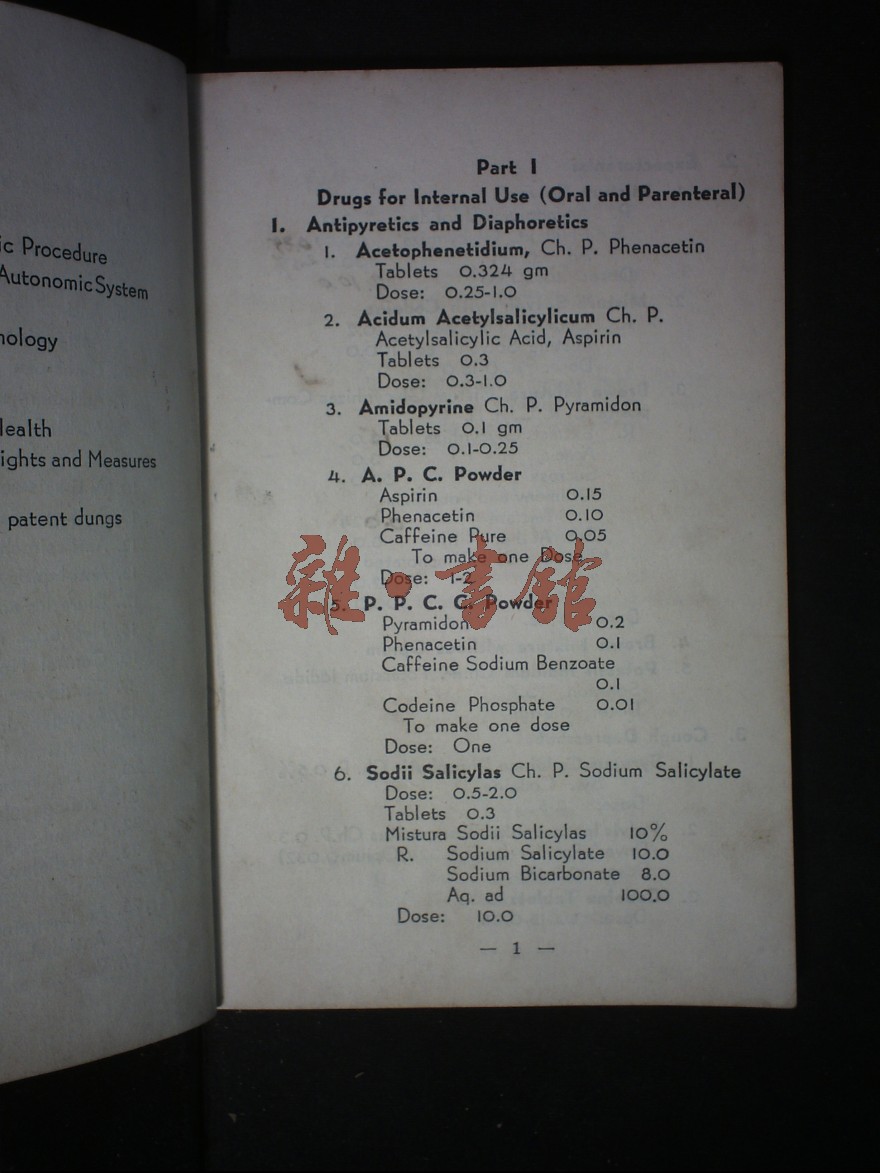 ic Procedure
Autonomic System
nology
lealth
ights and Measures
patent dungs
Part I
Drugs for Internal Use (Oral and Parenteral)
I. Antipyretics and Diaphoretics
1. Acetophenetidium, Ch. P. Phenacetin
Tablets 0.324 gm
Dose: 0.25-1.0
2. Acidum Acetylsalicylicum Ch. P.
Acetylsalicylic Acid, Aspirin
Tablets 0.3
Dose: 0.3-1.0
3. Amidopyrine Ch. P. Pyramidon
Tablets 0.1 gm
Dose: 0.1-0.25
4. A. P. C. Powder
Aspirin 0.15
Phenacetin 0.10
Caffeine Pure 0.05
To make one Dose
Dose: 1-2
雜·書館
5. P. P. C. C. Powder
Pyramidon 0.2
Phenacetin 0.1
Caffeine Sodium Benzoate
0.1
Codeine Phosphate 0.01
To make one dose
Dose: One
6. Sodii Salicylas Ch. P. Sodium Salicylate
Dose: 0.5-2.0
Tablets 0.3
Mistura Sodii Salicylas 10%
R. Sodium Salicylate 10.0
Sodium Bicarbonate 8.0
Aq. ad 100.0
Dose: 10.0
— 1 —